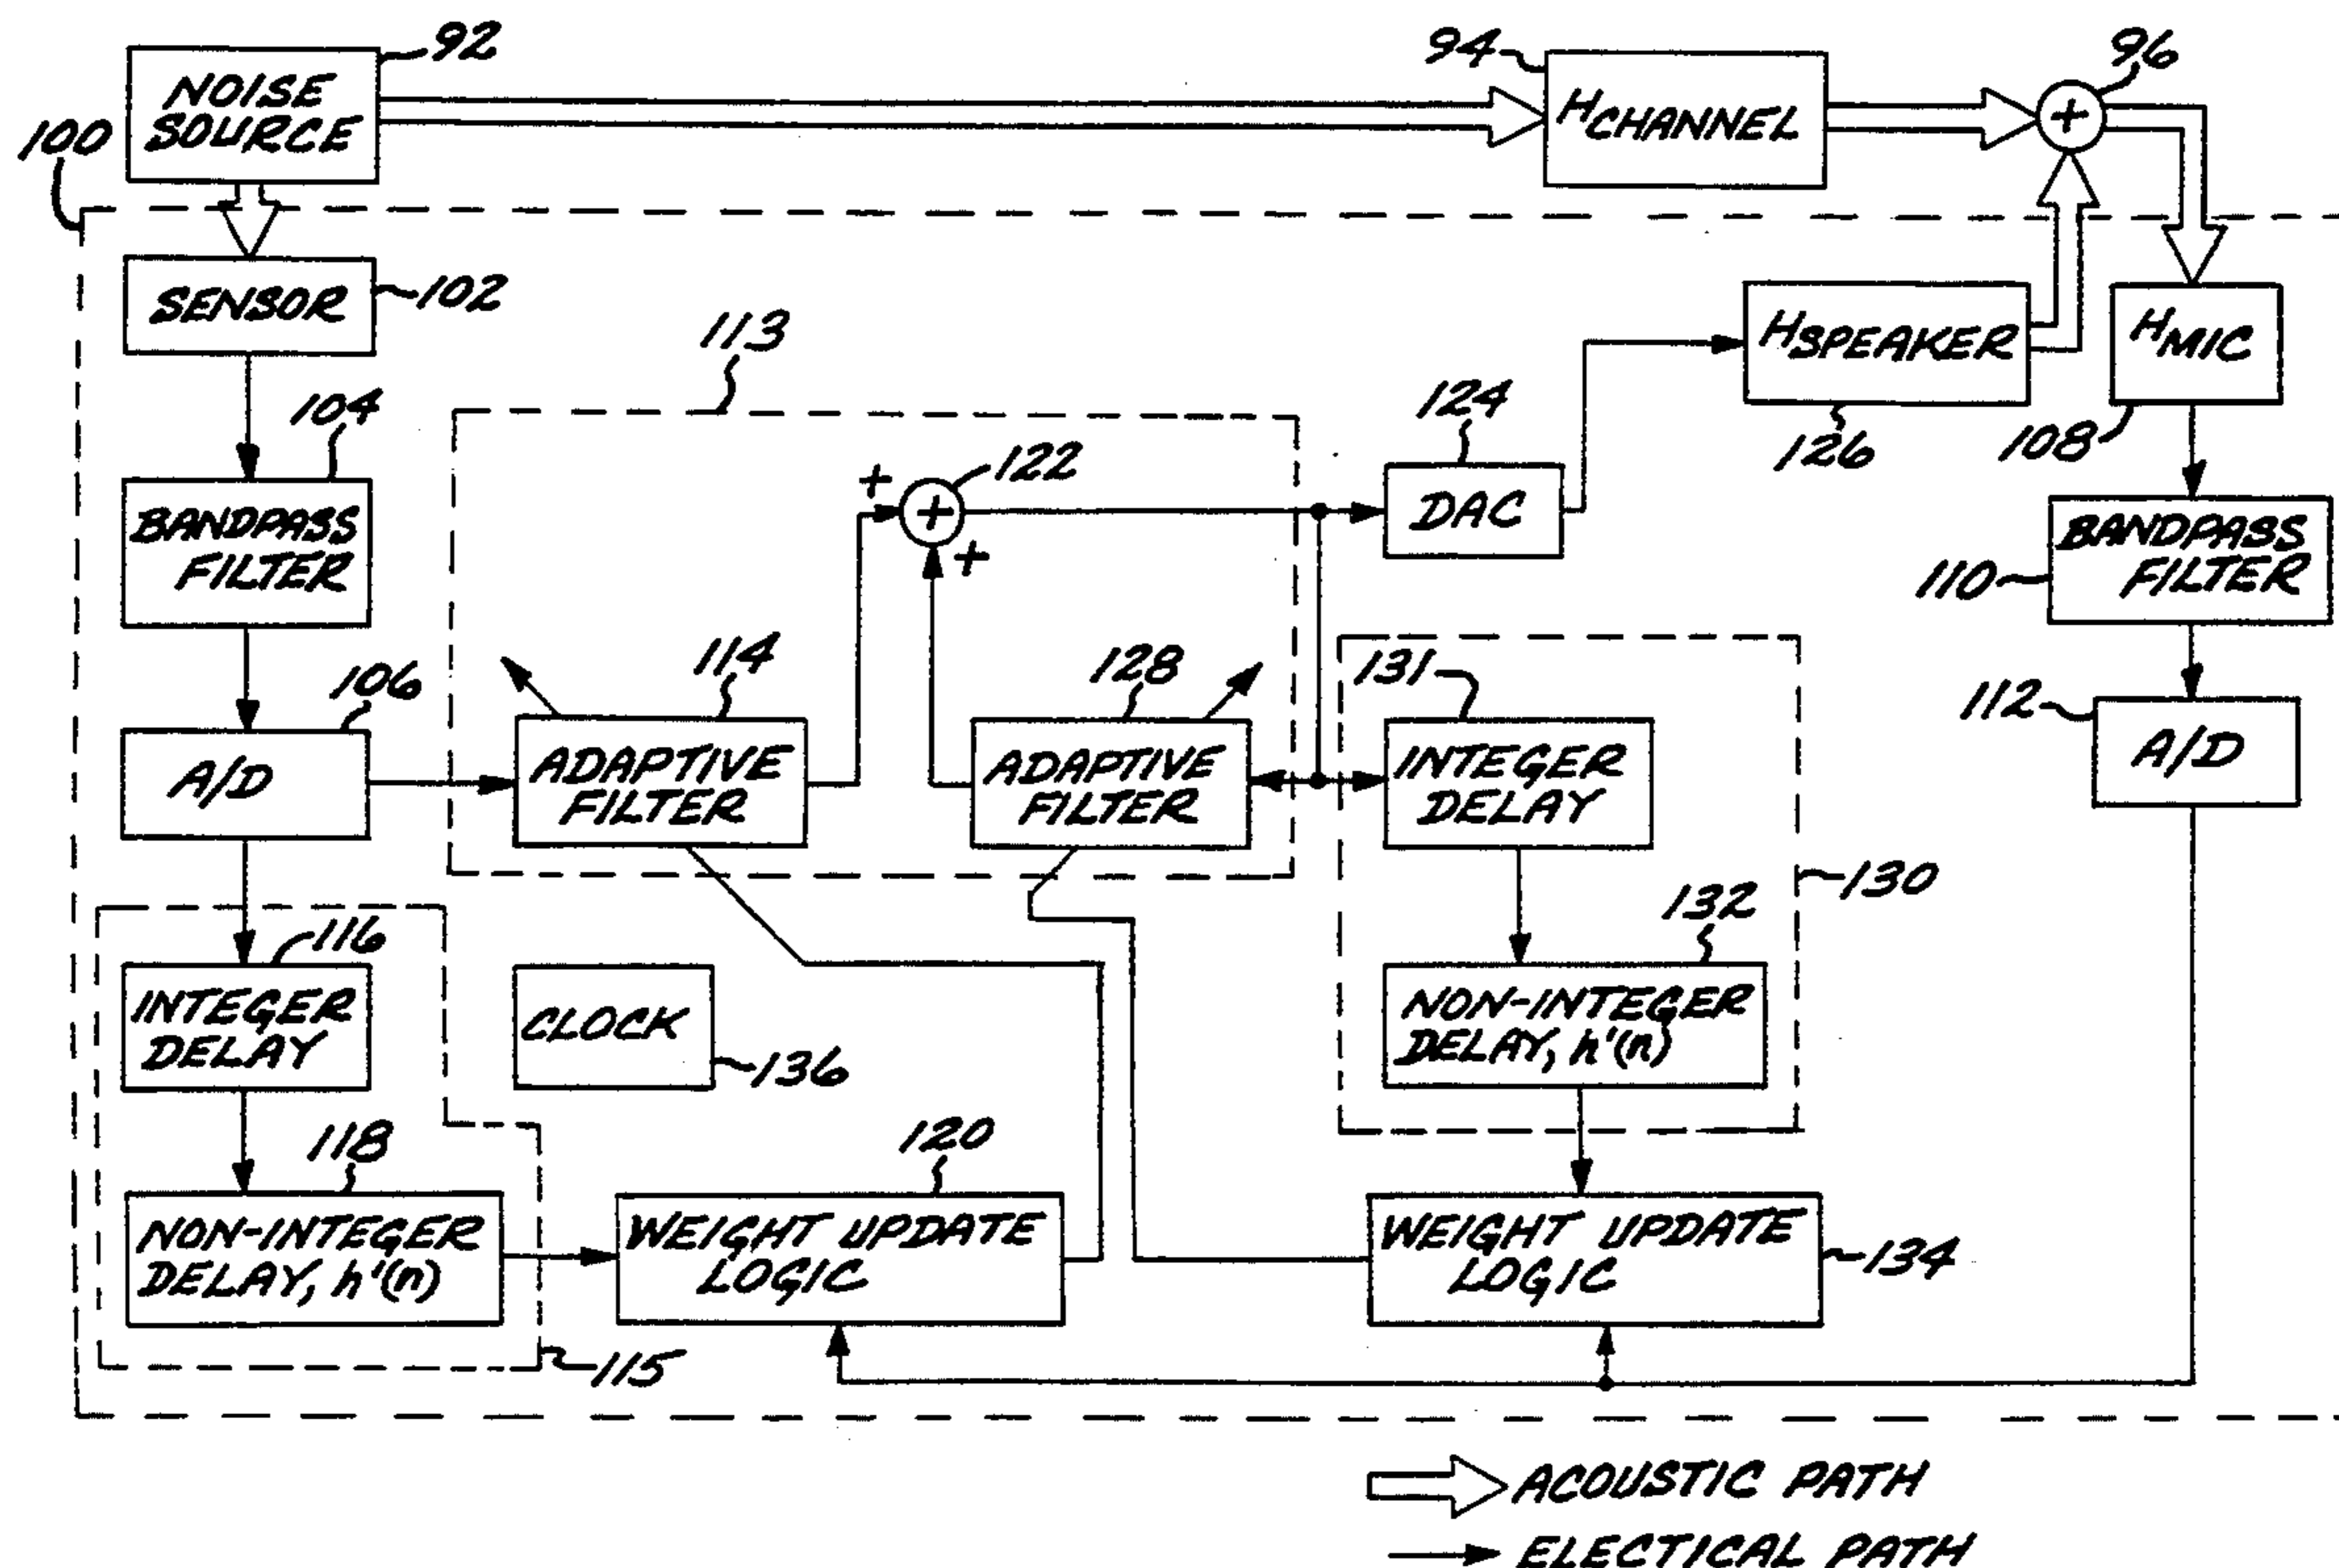 92
NOISE
SOURCE
100
94
HCHANNEL
96
+
SENSOR
102
113
HSPEAKER
126
HMIC
108
104
BANDPASS
FILTER
+
+
+
122
124
DAC
BANDPASS
FILTER
110
106
A/D
114
ADAPTIVE
FILTER
128
ADAPTIVE
FILTER
131
INTEGER
DELAY
112
A/D
130
116
INTEGER
DELAY
CLOCK
136
132
NON-INTEGER
DELAY, h'(n)
118
NON-INTEGER
DELAY, h'(n)
115
120
WEIGHT UPDATE
LOGIC
WEIGHT UPDATE
LOGIC
134
ACOUSTIC PATH
ELECTICAL PATH